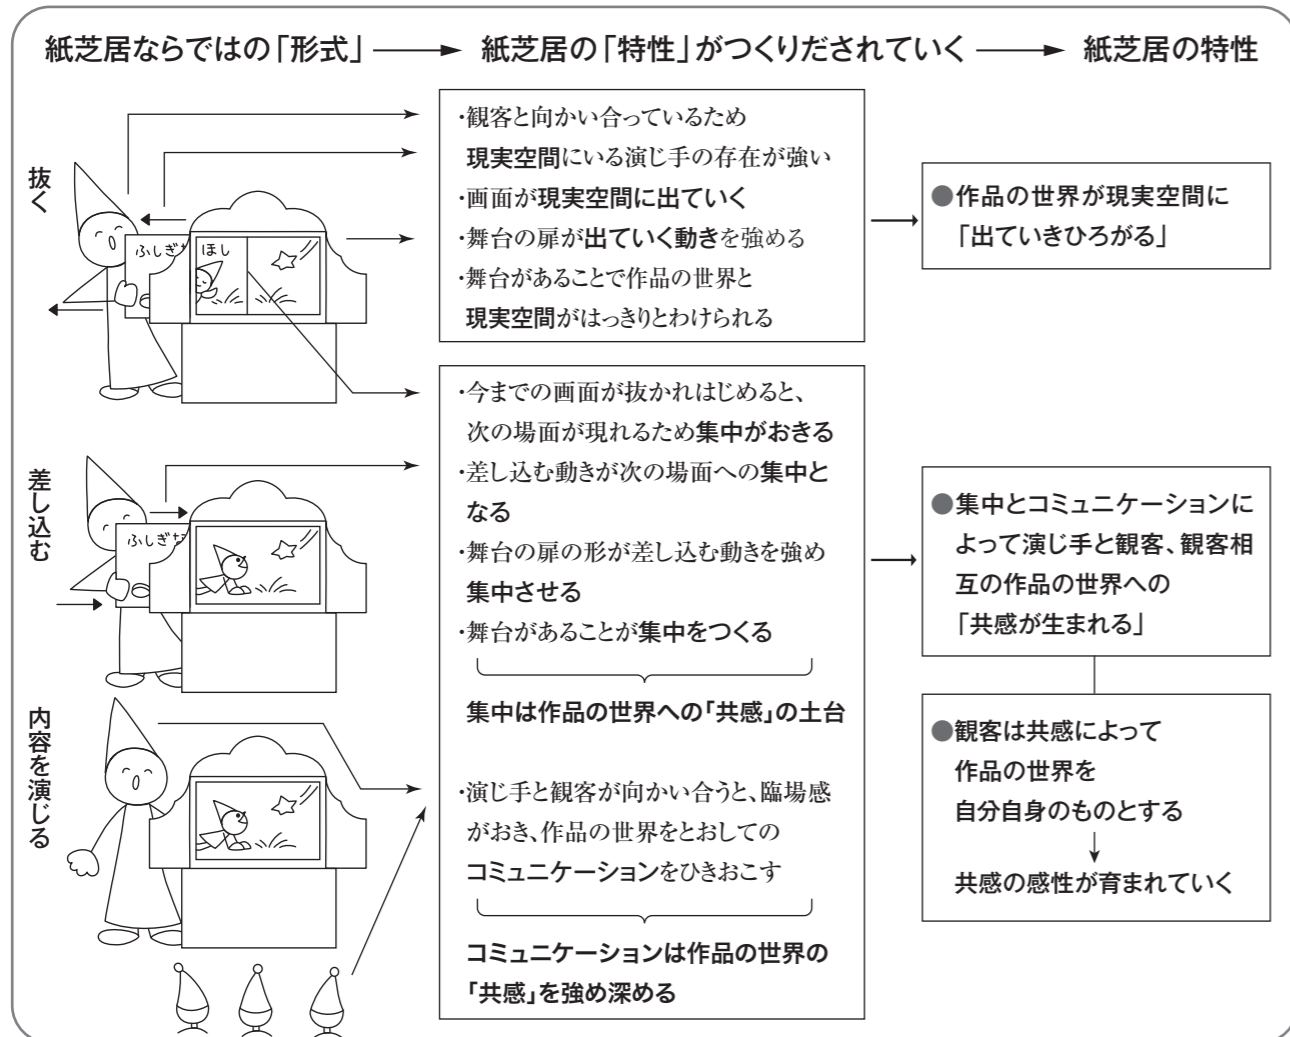 紙芝居ならではの「形式」
紙芝居の「特性」がつくりだされていく
紙芝居の特性
抜く
ふしぎな
ほし
・観客と向かい合っているため
現実空間にいる演じ手の存在が強い
・画面が現実空間に出ていく
・舞台の扉が出ていく動きを強める
・舞台があることで作品の世界と
現実空間がはっきりとわけられる
●作品の世界が現実空間に
「出ていきひろがる」
差し込む
ふしぎな
・今までの画面が抜かれはじめると、
次の場面が現れるため集中がおきる
・差し込む動きが次の場面への集中と
なる
・舞台の扉の形が差し込む動きを強め
集中させる
・舞台があることが集中をつくる
集中は作品の世界への「共感」の土台
●集中とコミュニケーションに
よって演じ手と観客、観客相
互の作品の世界への
「共感が生まれる」
内容を演じる
・演じ手と観客が向かい合うと、臨場感
がおき、作品の世界をとおしての
コミュニケーションをひきおこす
コミュニケーションは作品の世界の
「共感」を強め深める
●観客は共感によって
作品の世界を
自分自身のものとする
共感の感性が育まれていく